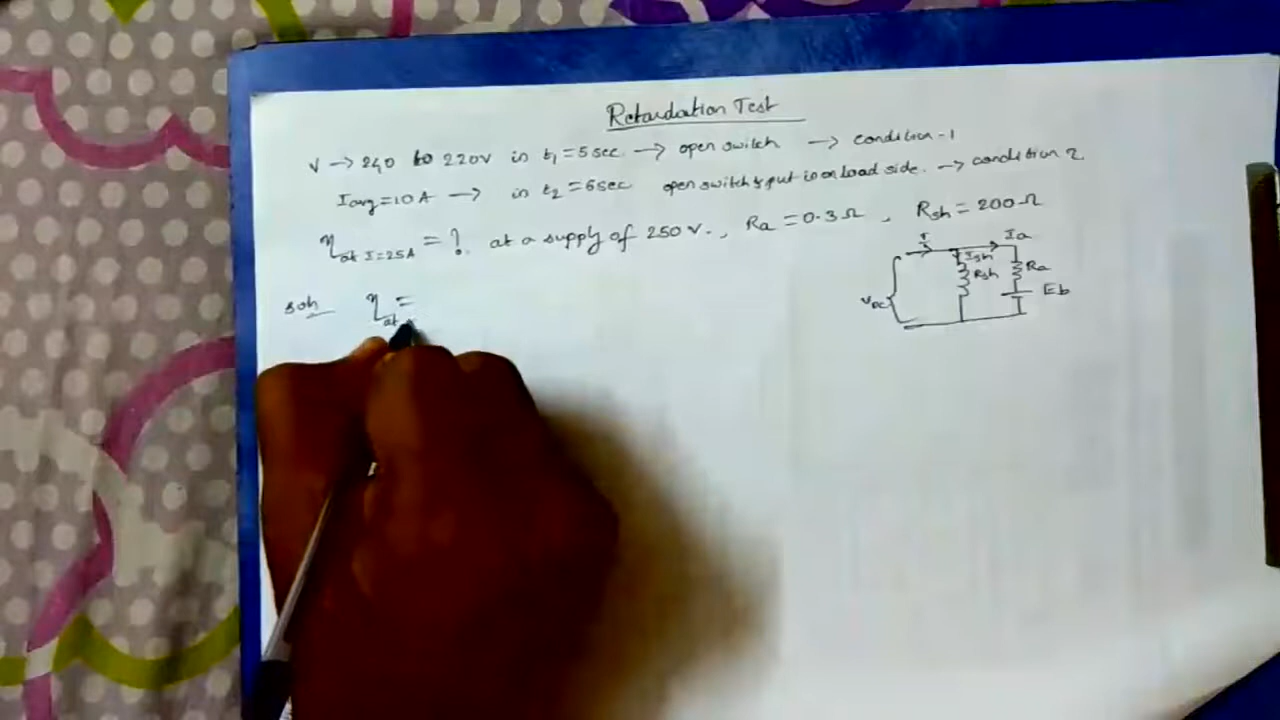 Retardation Test
V → 240 to 220V in t₁ = 5 sec → open switch → condition-1
Iavg = 10 A → in t₂ = 6 sec open switch & put is on load side. → condition 2
η at I=25A = ?. at a supply of 250 V., Ra = 0.3 Ω, Rsh = 200 Ω
I Ia
Ish
Rsh Ra
VDC Eb
soln η at =